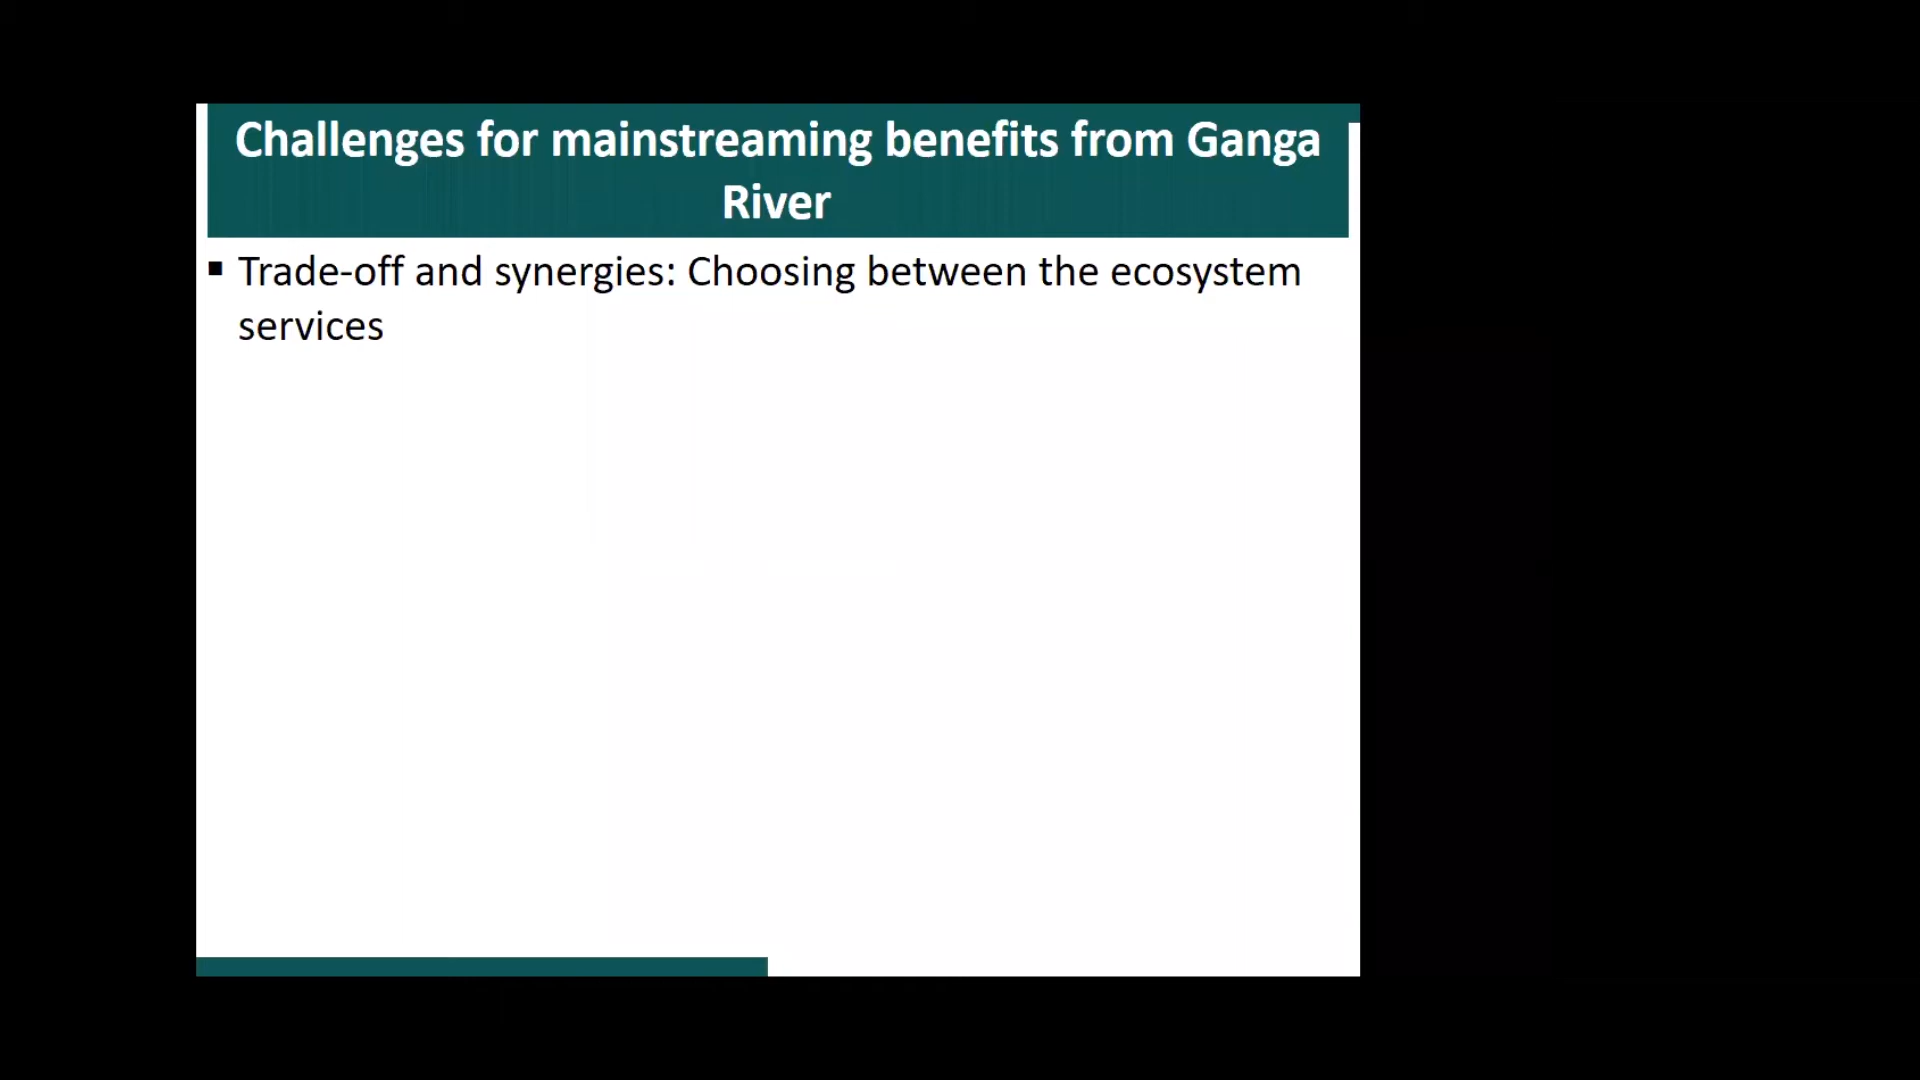 Challenges for mainstreaming benefits from Ganga
River
▪ Trade-off and synergies: Choosing between the ecosystem
services